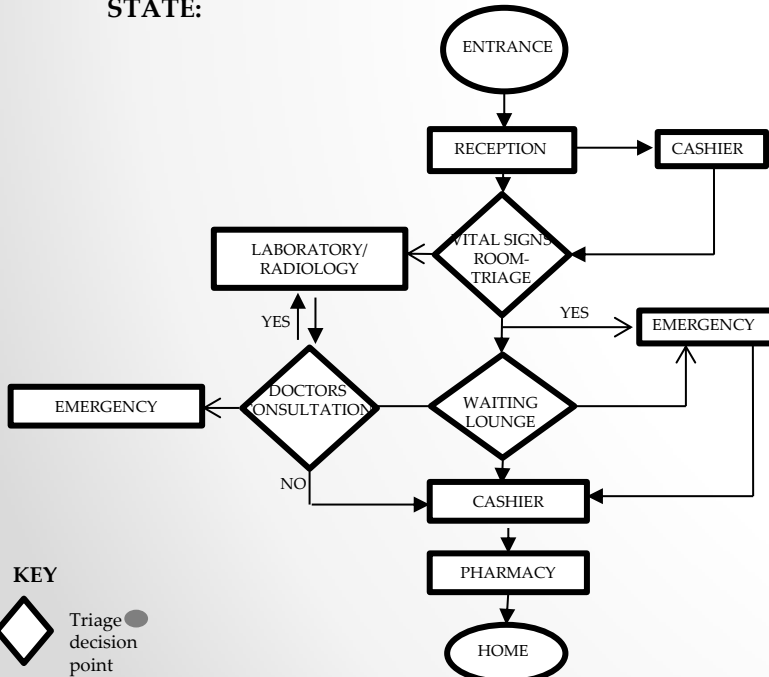 STATE:
ENTRANCE
RECEPTION
CASHIER
VITAL SIGNS
ROOM-
TRIAGE
LABORATORY/
RADIOLOGY
YES
YES
EMERGENCY
EMERGENCY
DOCTORS
CONSULTATION
WAITING
LOUNGE
NO
CASHIER
PHARMACY
HOME
KEY
Triage
decision
point